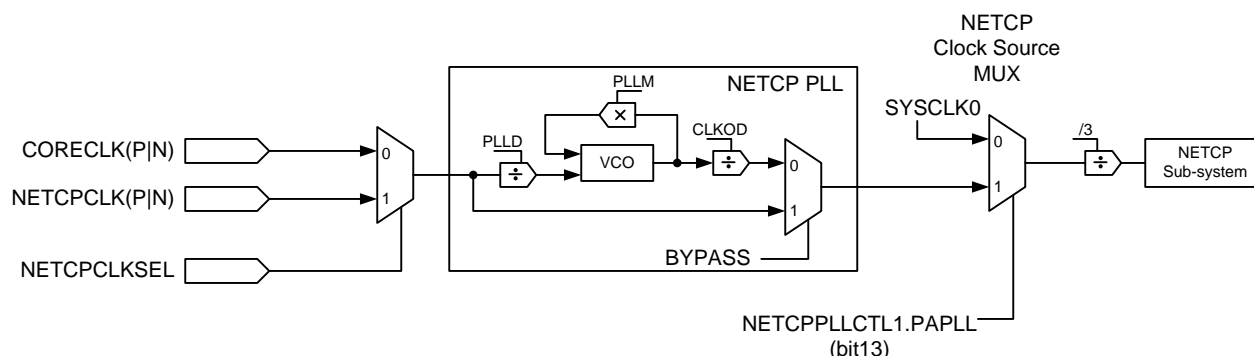 NETCP
Clock Source
MUX
NETCP PLL
PLLM
×
SYSCLK0
CORECLK(P|N)
0
PLLD
÷
VCO
CLKOD
÷
0
0
/3
÷
NETCP
Sub-system
NETCPCLK(P|N)
1
1
1
NETCPCLKSEL
BYPASS
NETCPPLLCTL1.PAPLL
(bit13)